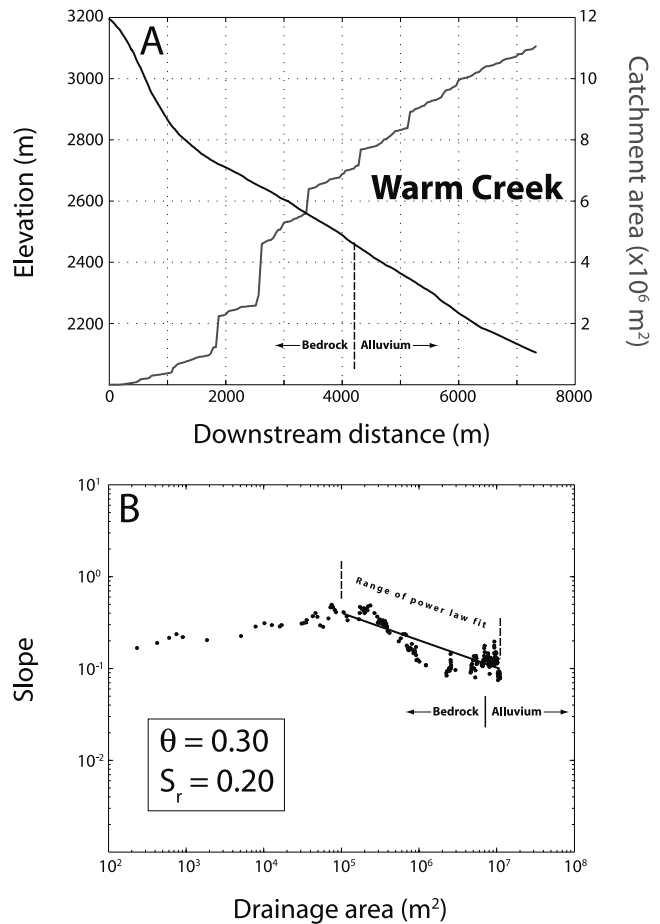 A
Warm Creek
3200
3000
2800
2600
2400
2200
12
10
8
6
4
2
Elevation (m)
Catchment area (x10⁶ m²)
Bedrock
Alluvium
0
2000
4000
6000
8000
Downstream distance (m)
B
10¹
10⁰
10⁻¹
10⁻²
Slope
Range of power law fit
Bedrock
Alluvium
θ = 0.30
Sᵣ = 0.20
10²
10³
10⁴
10⁵
10⁶
10⁷
10⁸
Drainage area (m²)